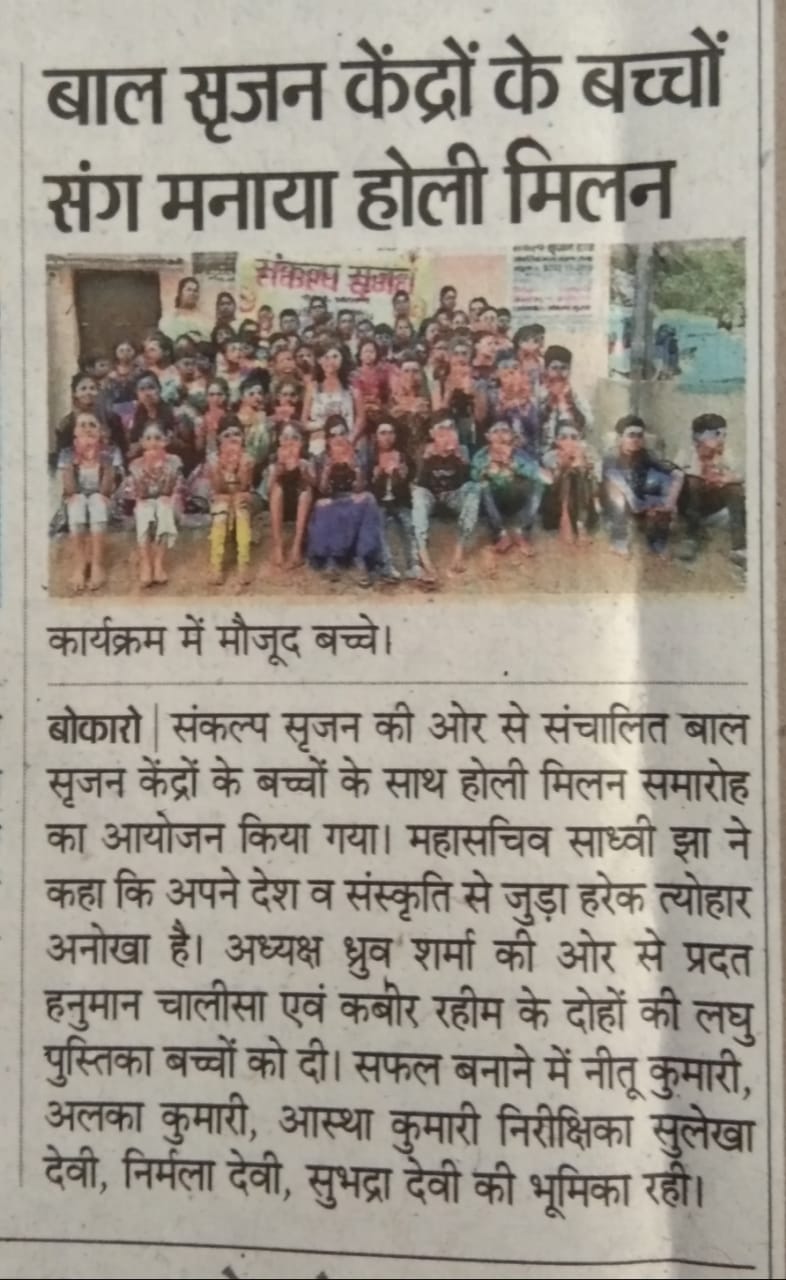 बाल सृजन केंद्रों के बच्चों
संग मनाया होली मिलन
संकल्प सृजन
कार्यक्रम में मौजूद बच्चे।
बोकारो | संकल्प सृजन की ओर से संचालित बाल
सृजन केंद्रों के बच्चों के साथ होली मिलन समारोह
का आयोजन किया गया। महासचिव साध्वी झा ने
कहा कि अपने देश व संस्कृति से जुड़ा हरेक त्योहार
अनोखा है। अध्यक्ष ध्रुव शर्मा की ओर से प्रदत
हनुमान चालीसा एवं कबीर रहीम के दोहों की लघु
पुस्तिका बच्चों को दी। सफल बनाने में नीतू कुमारी,
अलका कुमारी, आस्था कुमारी निरीक्षिका सुलेखा
देवी, निर्मला देवी, सुभद्रा देवी की भूमिका रही।